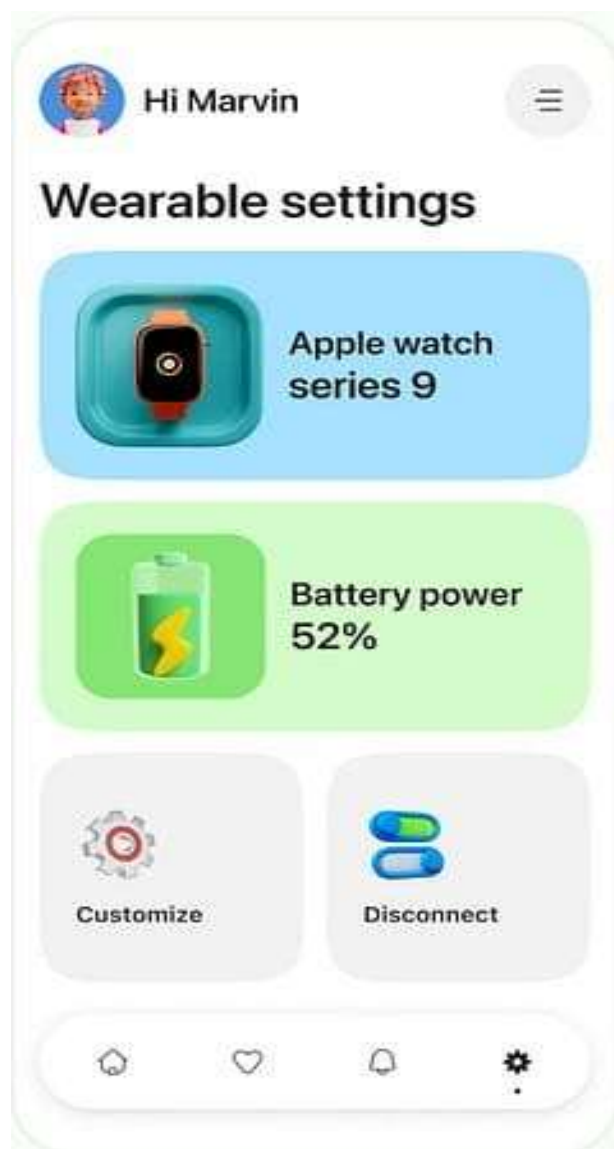 Hi Marvin
Wearable settings
Apple watch
series 9
Battery power
52%
Customize
Disconnect